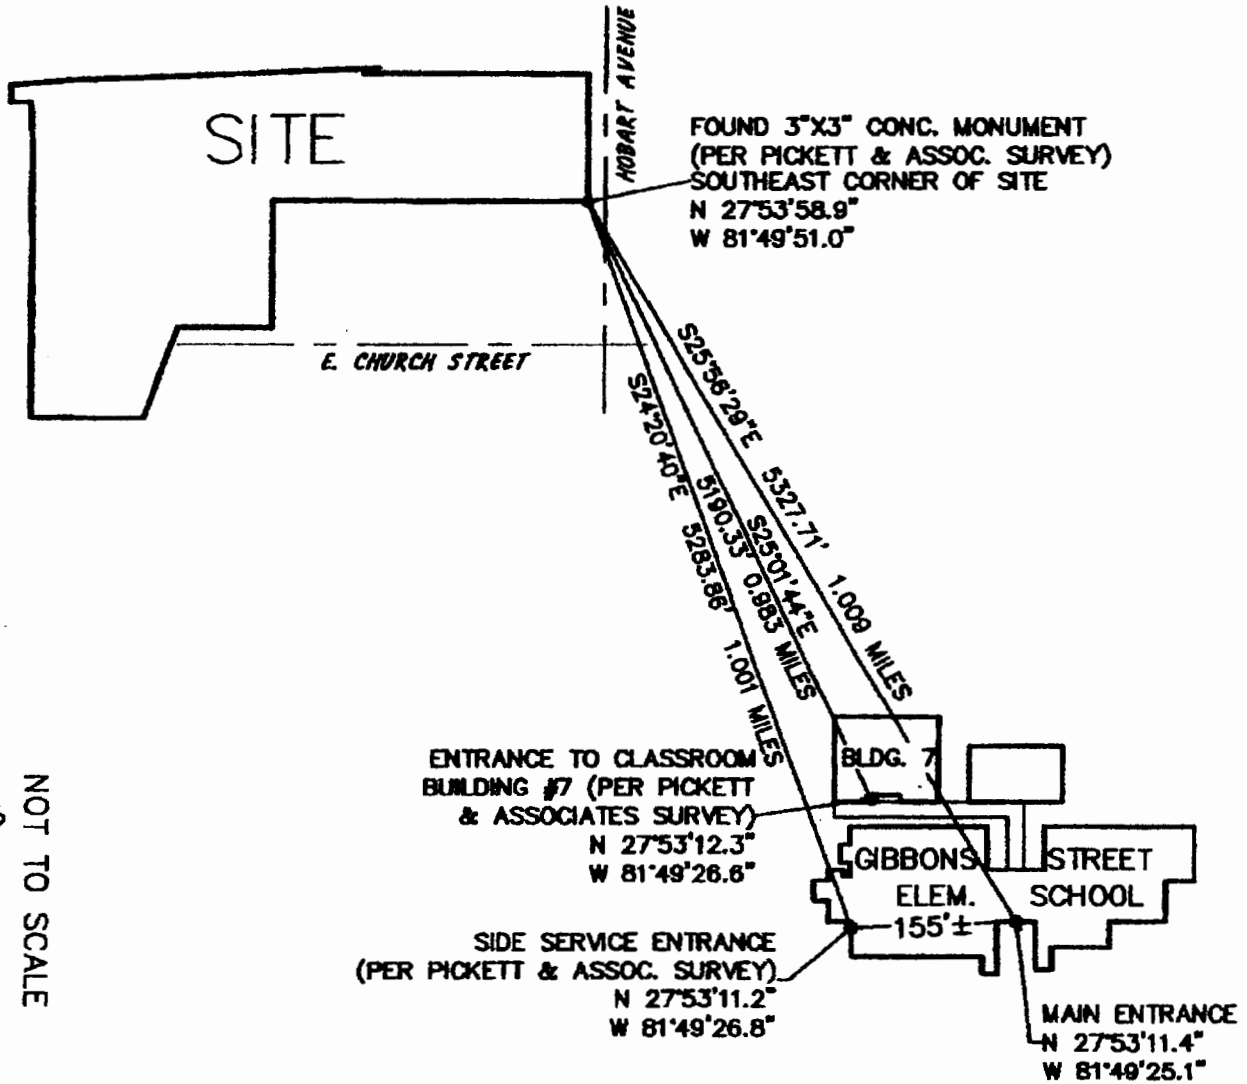 HOBART AVENUE
SITE
FOUND 3"X3" CONC. MONUMENT
(PER PICKETT & ASSOC. SURVEY)
SOUTHEAST CORNER OF SITE
N 27°53'58.9"
W 81°49'51.0"
E. CHURCH STREET
S25°56'29"E 5327.71' 1.009 MILES
S25°01'44"E
5190.33' 0.983 MILES
S24°20'40"E 5283.86' 1.001 MILES
ENTRANCE TO CLASSROOM
BUILDING #7 (PER PICKETT
& ASSOCIATES SURVEY)
N 27°53'12.3"
W 81°49'26.6"
BLDG. 7
GIBBONS STREET
ELEM. SCHOOL
155'±
SIDE SERVICE ENTRANCE
(PER PICKETT & ASSOC. SURVEY)
N 27°53'11.2"
W 81°49'26.8"
MAIN ENTRANCE
N 27°53'11.4"
W 81°49'25.1"
NOT TO SCALE